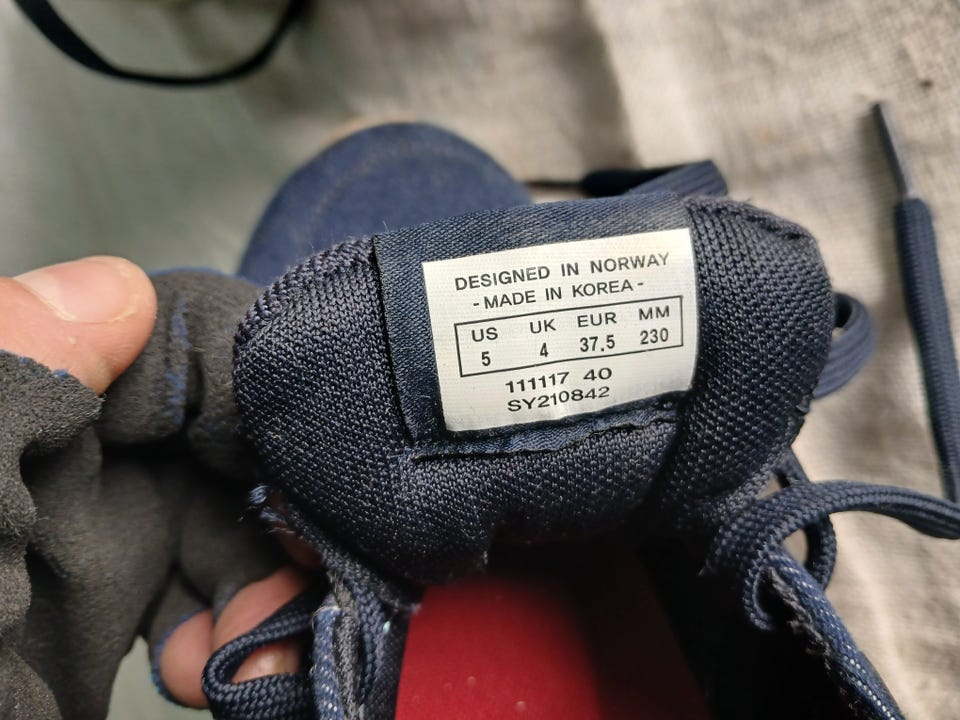 DESIGNED IN NORWAY
- MADE IN KOREA -
US UK EUR MM
5 4 37.5 230
111117 40
SY210842